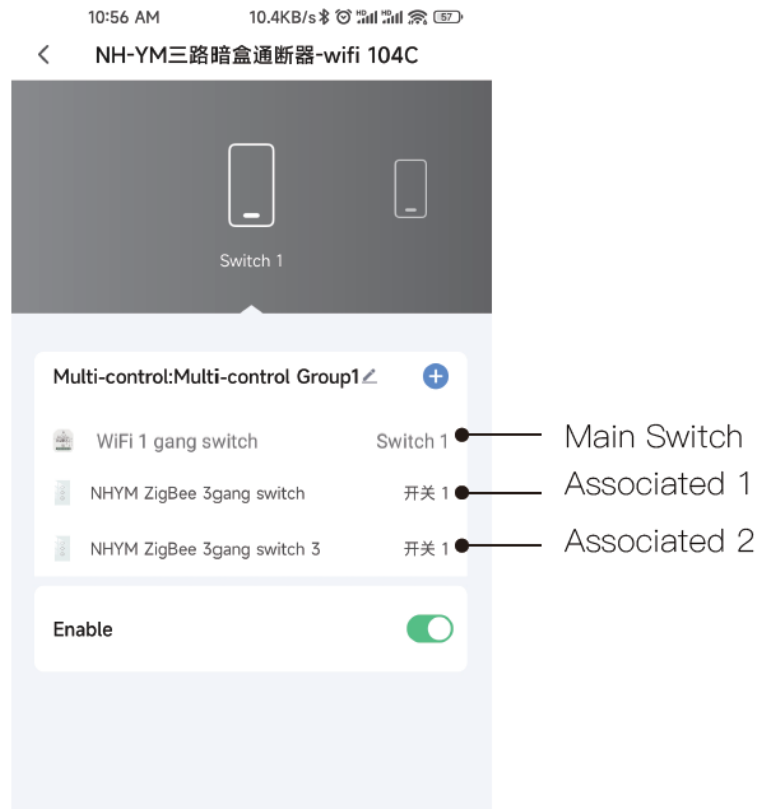 10:56 AM 10.4KB/s HD HD 57
NH-YM三路暗盒通断器-wifi 104C
Switch 1
Multi-control:Multi-control Group1
WiFi 1 gang switch Switch 1 Main Switch
NHYM ZigBee 3gang switch 开关 1 Associated 1
NHYM ZigBee 3gang switch 3 开关 1 Associated 2
Enable